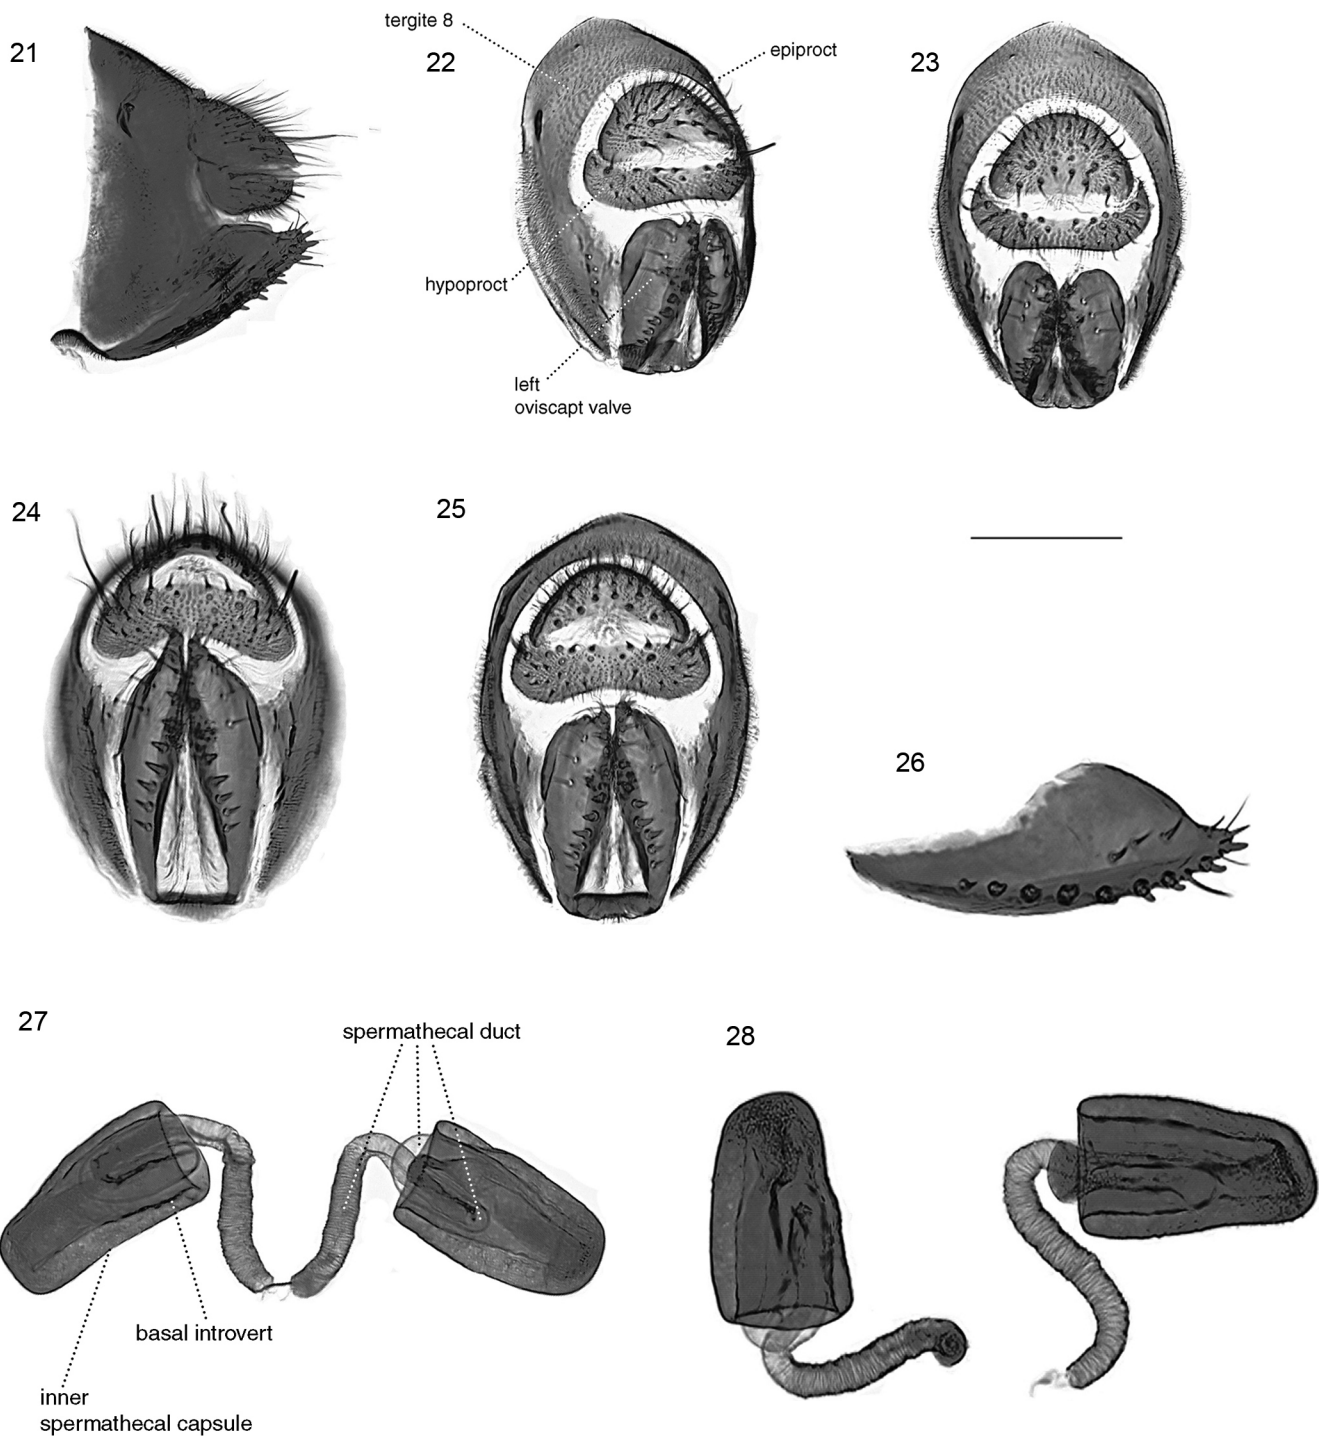 21
tergite 8
22
epiproct
23
hypoproct
left
oviscapt valve
24
25
26
27
spermathecal duct
28
basal introvert
inner
spermathecal capsule